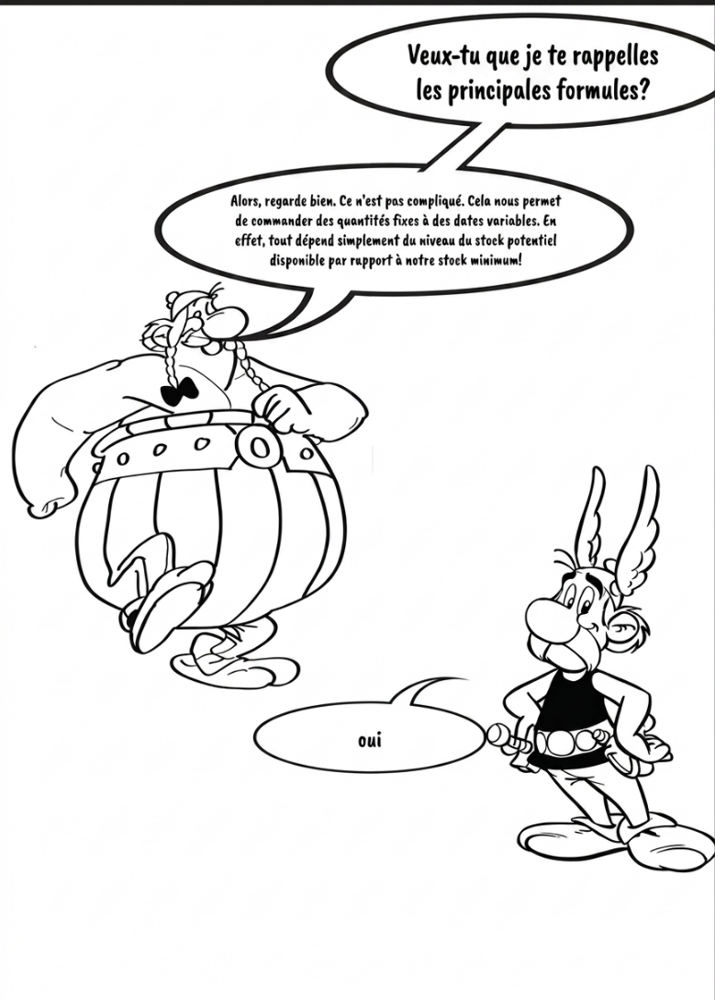 Veux-tu que je te rappelles
les principales formules?
Alors, regarde bien. Ce n'est pas compliqué. Cela nous permet
de commander des quantités fixes à des dates variables. En
effet, tout dépend simplement du niveau du stock potentiel
disponible par rapport à notre stock minimum!
oui